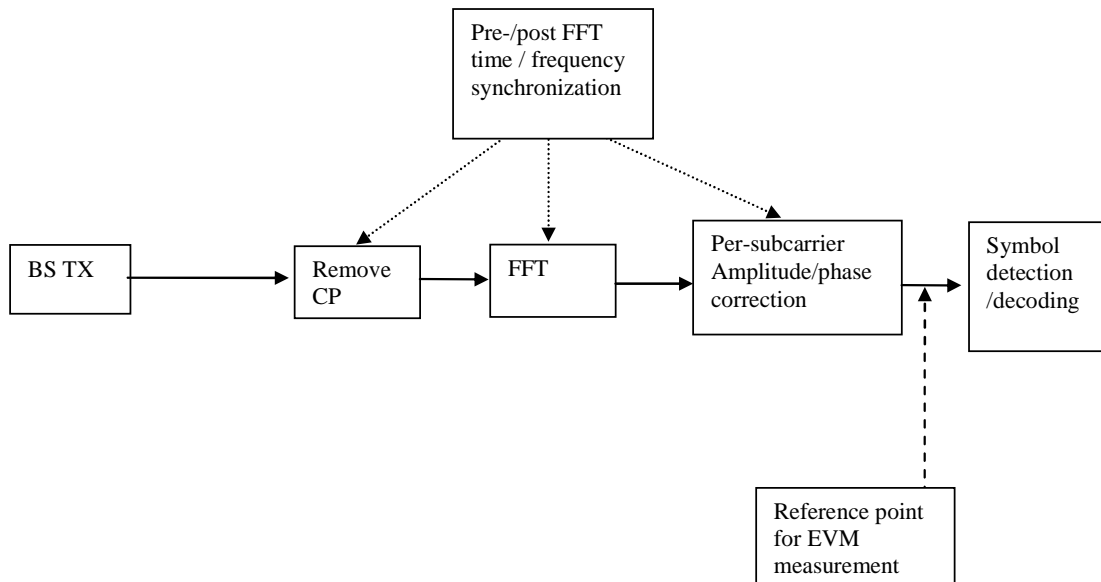 Pre-/post FFT
time / frequency
synchronization
BS TX
Remove
CP
FFT
Per-subcarrier
Amplitude/phase
correction
Symbol
detection
/decoding
Reference point
for EVM
measurement